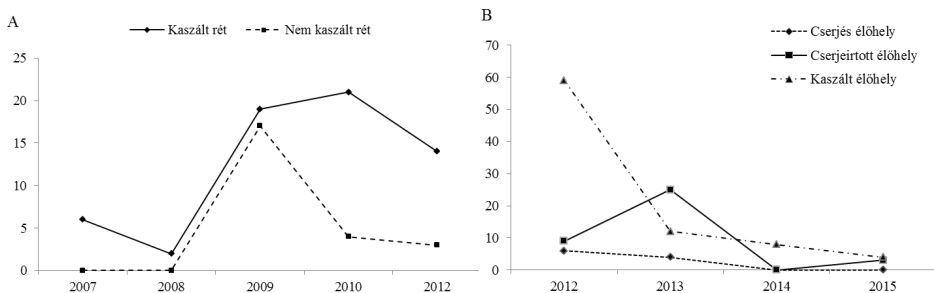 A
Kaszált rét
Nem kaszált rét
25
20
15
10
5
0
2007 2008 2009 2010 2012
B
Cserjés élőhely
Cserjeirtott élőhely
Kaszált élőhely
70
60
50
40
30
20
10
0
2012 2013 2014 2015